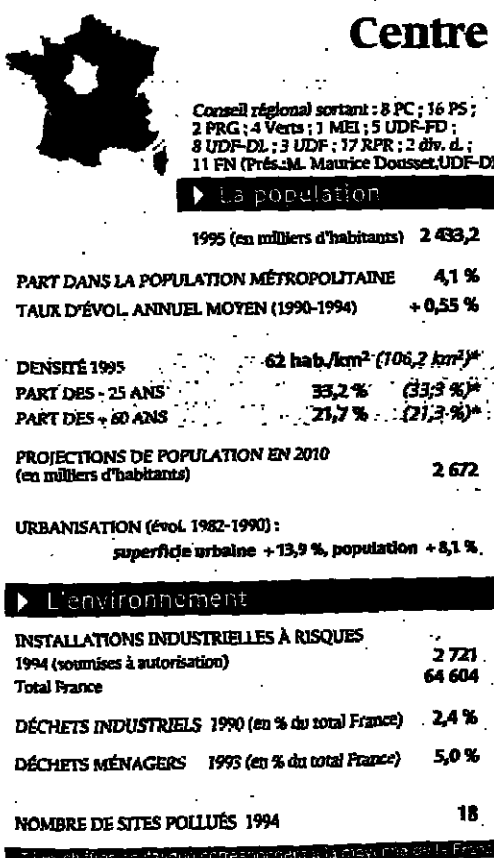 Centre
Conseil régional sortant : 8 PC ; 16 PS ;
2 PRG ; 4 Verts ; 1 MEI ; 5 UDF-FD ;
8 UDF-DL ; 3 UDF ; 17 RPR ; 2 div. d. ;
11 FN (Prés.:M. Maurice Dousset,UDF-DL
La population
1995 (en milliers d'habitants) 2 433,2
PART DANS LA POPULATION MÉTROPOLITAINE 4,1 %
TAUX D'ÉVOL. ANNUEL MOYEN (1990-1994) + 0,55 %
DENSITÉ 1995 62 hab./km² (106,2 km²)*
PART DES - 25 ANS 33,2 % (33,3 %)*
PART DES + 60 ANS 21,7 % (21,3 %)*
PROJECTIONS DE POPULATION EN 2010
(en milliers d'habitants) 2 672
URBANISATION (évol. 1982-1990) :
superficie urbaine + 13,9 %, population + 8,1 %
L'environnement
INSTALLATIONS INDUSTRIELLES À RISQUES
1994 (soumises à autorisation) 2 721
Total France 64 604
DÉCHETS INDUSTRIELS 1990 (en % du total France) 2,4 %
DÉCHETS MÉNAGERS 1993 (en % du total France) 5,0 %
NOMBRE DE SITES POLLUÉS 1994 18